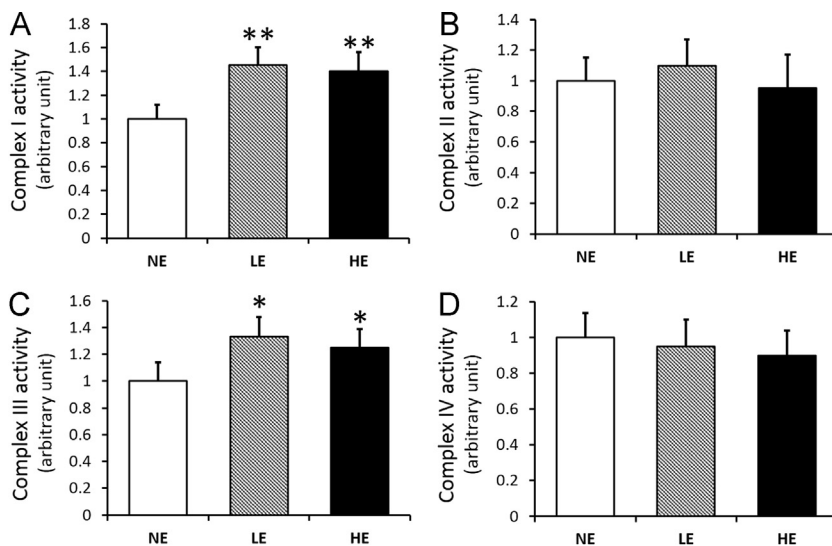 A
Complex I activity
(arbitrary unit)
1.8
1.6
1.4
1.2
1
0.8
0.6
0.4
0.2
0
**
**
NE LE HE
B
Complex II activity
(arbitrary unit)
1.4
1.2
1
0.8
0.6
0.4
0.2
0
NE LE HE
C
Complex III activity
(arbitrary unit)
1.6
1.4
1.2
1
0.8
0.6
0.4
0.2
0
*
*
NE LE HE
D
Complex IV activity
(arbitrary unit)
1.2
1
0.8
0.6
0.4
0.2
0
NE LE HE